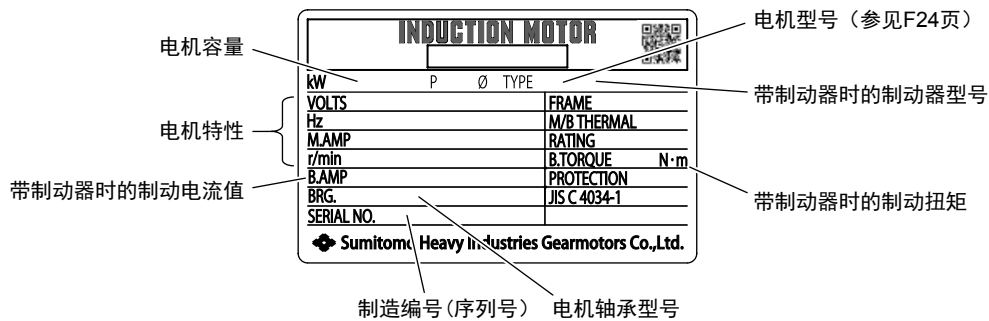 INDUCTION MOTOR
电机容量
电机型号（参见F24页）
kW P Ø TYPE
带制动器时的制动器型号
VOLTS FRAME
Hz M/B THERMAL
电机特性
M.AMP RATING
r/min B.TORQUE N·m
带制动器时的制动电流值
B.AMP PROTECTION
带制动器时的制动扭矩
BRG. JIS C 4034-1
SERIAL NO.
Sumitomo Heavy Industries Gearmotors Co.,Ltd.
制造编号(序列号） 电机轴承型号